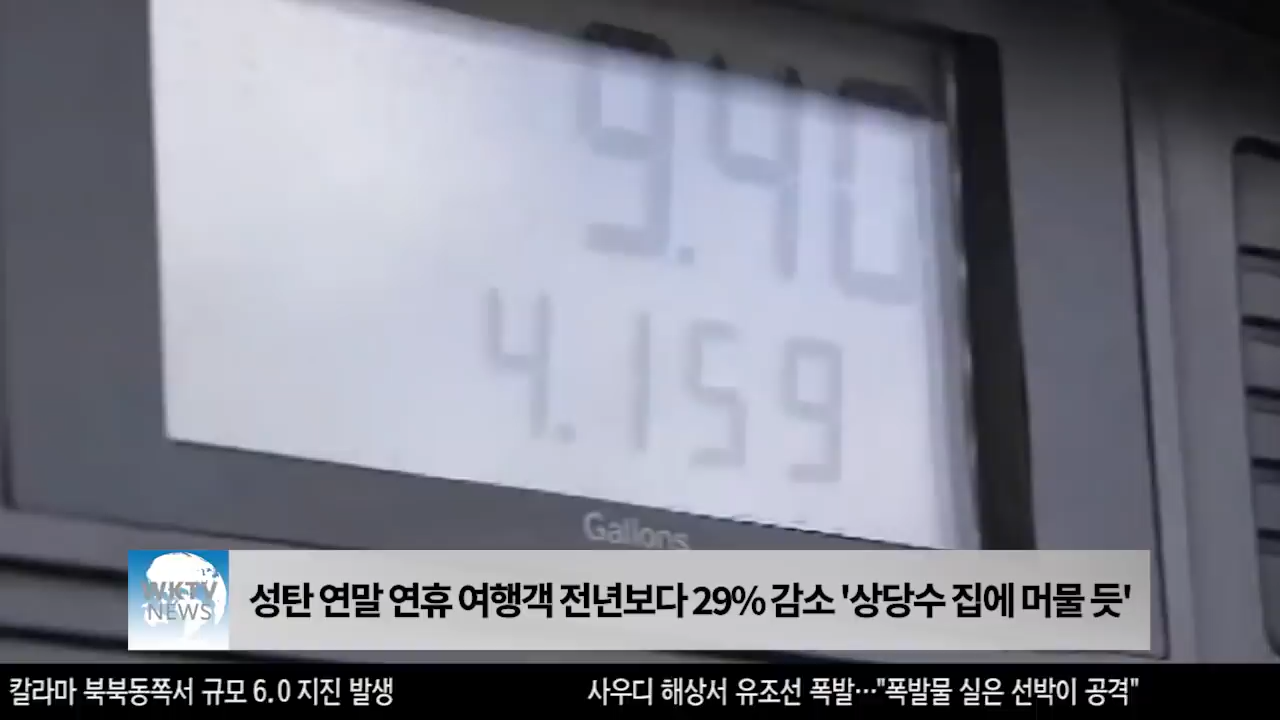 9.40
4.159
Gallons
WKTV
NEWS
성탄 연말 연휴 여행객 전년보다 29% 감소 '상당수 집에 머물 듯'
칼라마 북북동쪽서 규모 6.0 지진 발생
사우디 해상서 유조선 폭발..."폭발물 실은 선박이 공격"